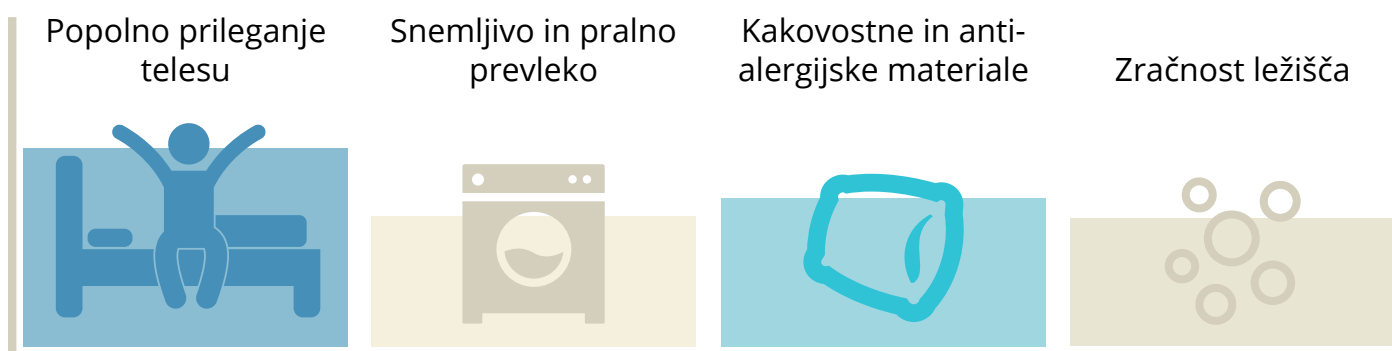 Popolno prileganje
telesu
Snemljivo in pralno
prevleko
Kakovostne in anti-
alergijske materiale
Zračnost ležišča